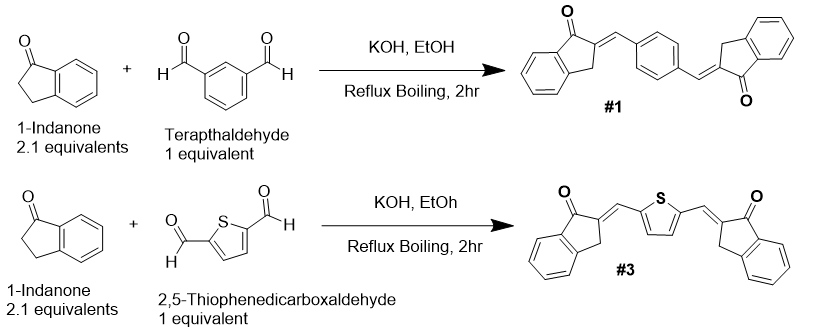 O
O
O
H
H
+
KOH, EtOH
Reflux Boiling, 2hr
O
O
#1
1-Indanone
2.1 equivalents
Terapthaldehyde
1 equivalent
O
O
O
S
H
H
+
KOH, EtOh
Reflux Boiling, 2hr
O
S
O
#3
1-Indanone
2.1 equivalents
2,5-Thiophenedicarboxaldehyde
1 equivalent